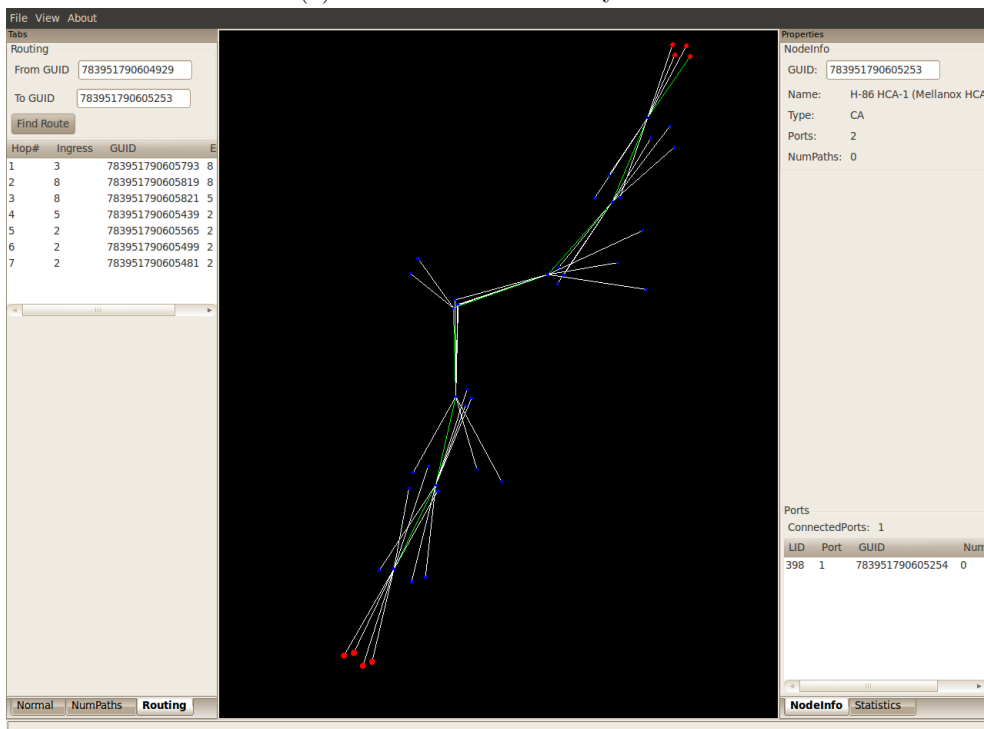 File View About
Tabs
Routing
From GUID 783951790604929
To GUID 783951790605253
Find Route
Hop# Ingress GUID E
1 3 783951790605793 8
2 8 783951790605819 8
3 8 783951790605821 5
4 5 783951790605439 2
5 2 783951790605565 2
6 2 783951790605499 2
7 2 783951790605481 2
Normal NumPaths Routing
Properties
NodeInfo
GUID: 783951790605253
Name: H-86 HCA-1 (Mellanox HCA
Type: CA
Ports: 2
NumPaths: 0
Ports
ConnectedPorts: 1
LID Port GUID Num
398 1 783951790605254 0
NodeInfo Statistics